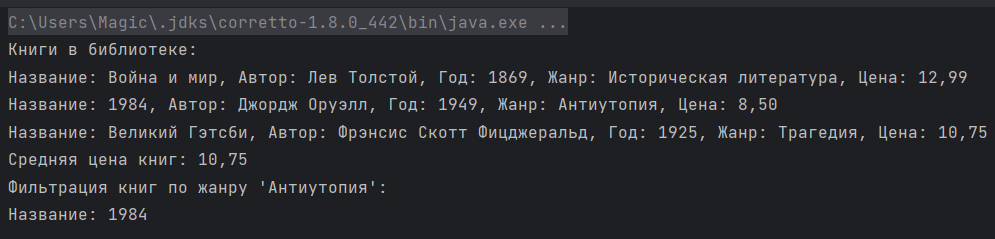 C:\Users\Magic\.jdks\corretto-1.8.0_442\bin\java.exe ...
Книги в библиотеке:
Название: Война и мир, Автор: Лев Толстой, Год: 1869, Жанр: Историческая литература, Цена: 12,99
Название: 1984, Автор: Джордж Оруэлл, Год: 1949, Жанр: Антиутопия, Цена: 8,50
Название: Великий Гэтсби, Автор: Фрэнсис Скотт Фицджеральд, Год: 1925, Жанр: Трагедия, Цена: 10,75
Средняя цена книг: 10,75
Фильтрация книг по жанру 'Антиутопия':
Название: 1984